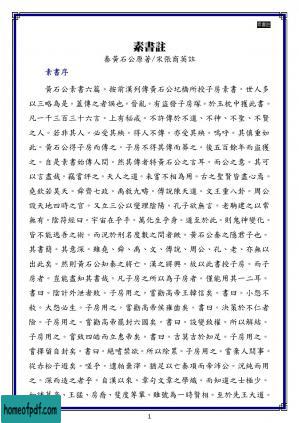 素書註
秦黃石公原著/宋張商英註
素書序
黃石公素書六篇。按前漢列傳黃石公圯橋所授子房素書。世人多
以三略為是。蓋傳之者誤也。晉亂。有盜發子房塚。於玉枕中獲此書。
凡一千三百三十六言。上有秘戒。不許傳於不道。不神。不聖。不賢
之人。若非其人。必受其殃。得人不傳。亦受其殃。嗚呼。其慎重如
此。黃石公得子房而傳之。子房不得其傳而葬之。後五百餘年而盜獲
之。自是素書始傳人間。然其傳者特黃石公之言耳。而公之意。其可
以言盡哉。竊嘗評之。天人之道。未嘗不相為用。古之聖賢皆盡心焉。
堯欽若昊天。舜齊七政。禹敘九疇。傅說陳天道。文王重八卦。周公
設天地四時之官。又立三公以燮理陰陽。孔子欲無言。老聃建之以常
無有。陰符經曰。宇宙在乎手。萬化生乎身。道至於此。則鬼神變化。
皆不能逃吾之術。而況於刑名度數之間者歟。黃石公秦之隱君子也。
其書簡。其意深。雖堯、舜、禹、文、傅說、周公、孔、老。亦無以
出此矣。然則黃石公知秦之將亡。漢之將興。故以此書授子房。而子
房者。豈能盡知其書哉。凡子房之所以為子房者。僅能用其一二耳。
書曰。陰計外泄者敗。子房用之。嘗勸高帝王韓信矣。書曰。小怨不
赦。大怨必生。子房用之。嘗勸高帝侯雍齒矣。書曰。決策於不仁者
險。子房用之。嘗勸高帝罷封六國矣。書曰。設變致權。所以解結。
子房用之。嘗致四皓而立惠帝矣。書曰。吉莫吉於知足。子房用之。
嘗擇留自封矣。書曰。絕嗜禁欲。所以除累。子房用之。嘗棄人間事。
從赤松子遊矣。嗟乎。遺粕棄滓。猶足以亡秦項而帝沛公。況純而用
之。深而造之者乎。自漢以來。章句文辭之學熾。而知道之士極少。
王猛、房喬、裴度等輩。雖號為一時賢相。至於先王大道。
1
homeofpdf.com